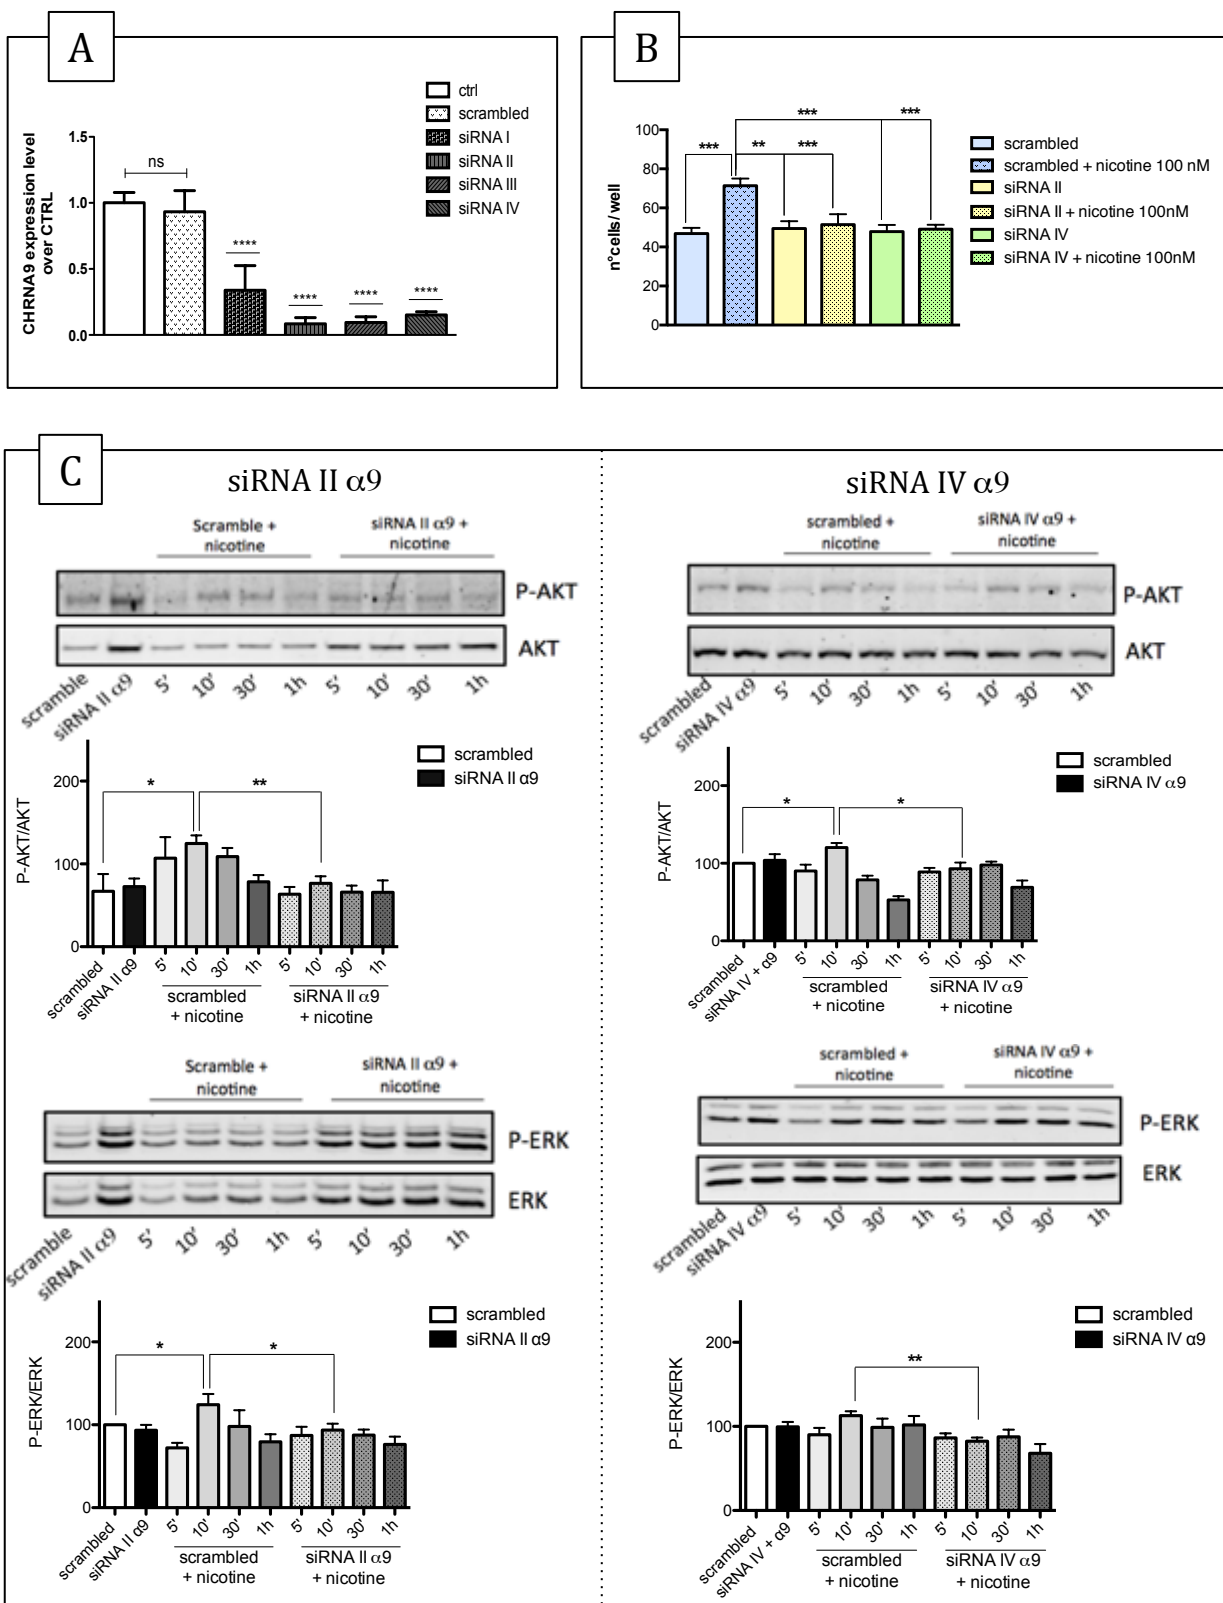 A
ctrl
scrambled
siRNA I
siRNA II
siRNA III
siRNA IV
CHRNA9 expression level
over CTRL
1.5
1.0
0.5
0.0
ns
****
****
****
****
B
n°cells/ well
100
80
60
40
20
0
***
**
***
***
***
scrambled
scrambled + nicotine 100 nM
siRNA II
siRNA II + nicotine 100nM
siRNA IV
siRNA IV + nicotine 100nM
C
siRNA II α9
Scramble +
nicotine
siRNA II α9 +
nicotine
P-AKT
AKT
scramble
siRNA II α9
5'
10'
30'
1h
5'
10'
30'
1h
scrambled
siRNA II α9
P-AKT/AKT
200
100
0
*
**
scrambled
siRNA II α9
5'
10'
30'
1h
5'
10'
30'
1h
scrambled
+ nicotine
siRNA II α9
+ nicotine
Scramble +
nicotine
siRNA II α9 +
nicotine
P-ERK
ERK
scramble
siRNA II α9
5'
10'
30'
1h
5'
10'
30'
1h
scrambled
siRNA II α9
P-ERK/ERK
200
100
0
*
*
scrambled
siRNA II α9
5'
10'
30'
1h
5'
10'
30'
1h
scrambled
+ nicotine
siRNA II α9
+ nicotine
siRNA IV α9
scrambled +
nicotine
siRNA IV α9 +
nicotine
P-AKT
AKT
scrambled
siRNA IV α9
5'
10'
30'
1h
5'
10'
30'
1h
scrambled
siRNA IV α9
P-AKT/AKT
200
100
0
*
*
scrambled
siRNA IV + α9
5'
10'
30'
1h
5'
10'
30'
1h
scrambled
+ nicotine
siRNA IV α9
+ nicotine
scrambled +
nicotine
siRNA IV α9 +
nicotine
P-ERK
ERK
scrambled
siRNA IV α9
5'
10'
30'
1h
5'
10'
30'
1h
scrambled
siRNA IV α9
P-ERK/ERK
200
100
0
**
scrambled
siRNA IV + α9
5'
10'
30'
1h
5'
10'
30'
1h
scrambled
+ nicotine
siRNA IV α9
+ nicotine